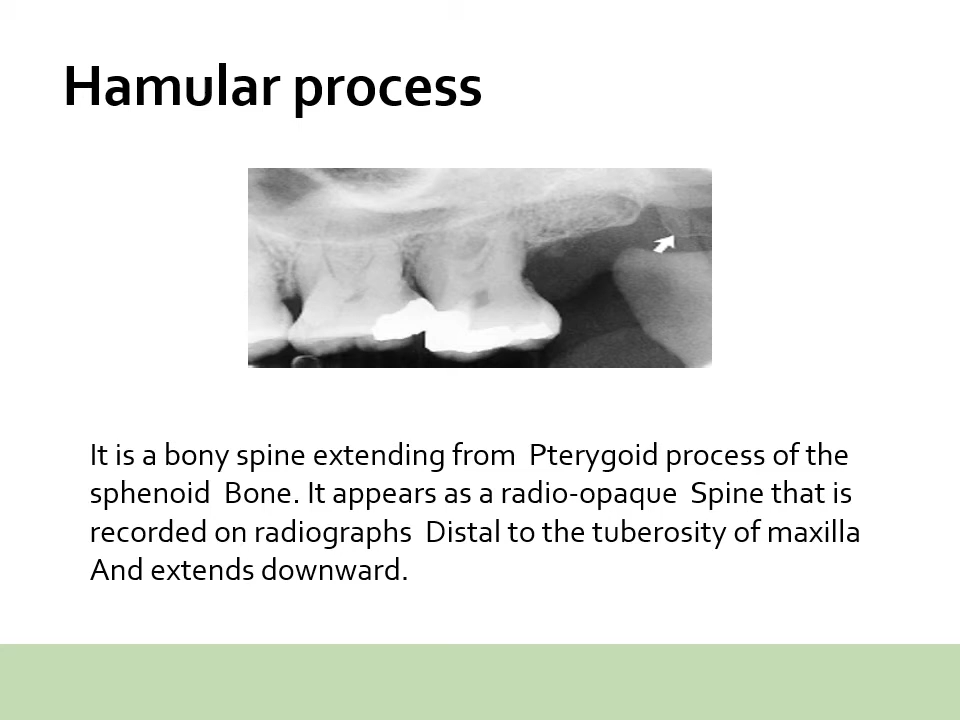 Hamular process
It is a bony spine extending from  Pterygoid process of the
sphenoid  Bone. It appears as a radio-opaque  Spine that is
recorded on radiographs  Distal to the tuberosity of maxilla
And extends downward.